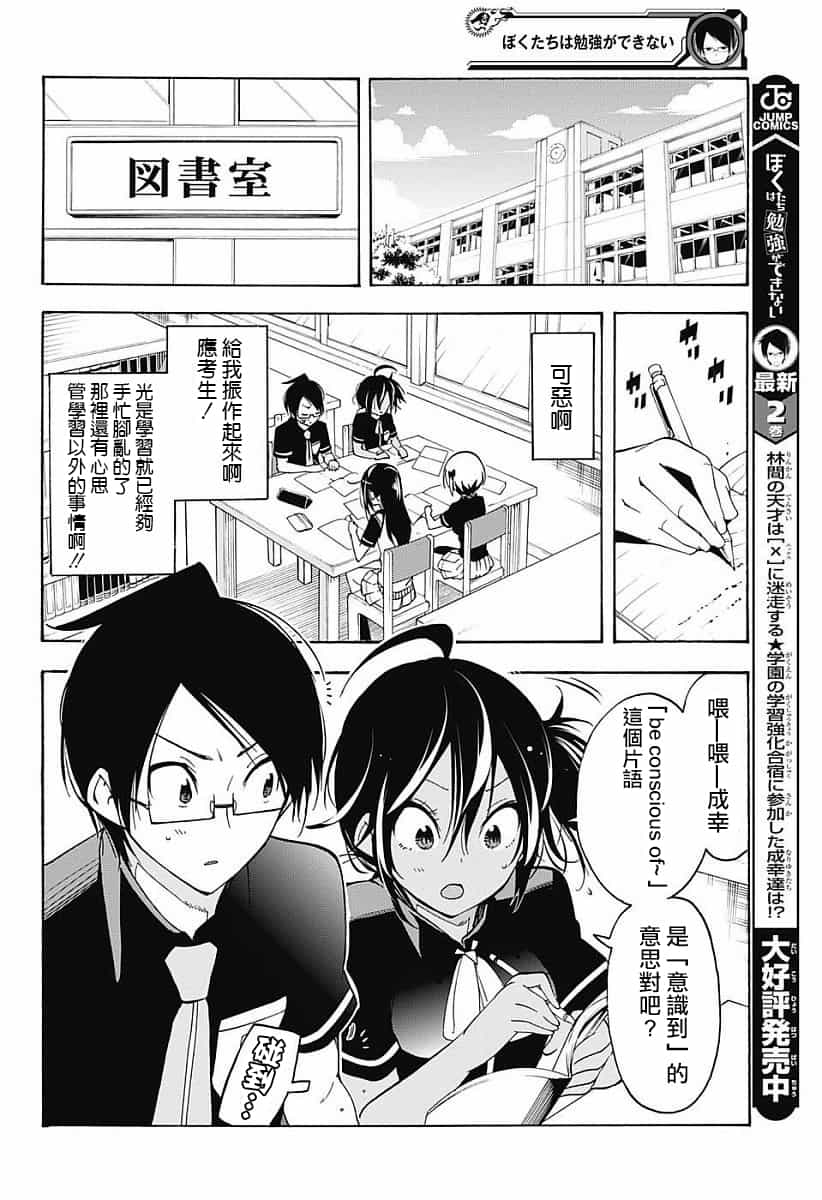 ぼくたちは勉強ができない
図書室
可惡啊
給我振作起來啊
應考生！
光是學習就已經夠
手忙腳亂的了
那裡還有心思
管學習以外的事情啊!!
喂—喂—成幸
「be conscious of~」
這個片語
是「意識到」的
意思對吧？
碰到…
JUMP
COMICS
ぼくたちは勉強ができない
最新
2巻
林間の天才は[×]に迷走する★学園の学習強化合宿に参加した成幸達は!?
大好評発売中